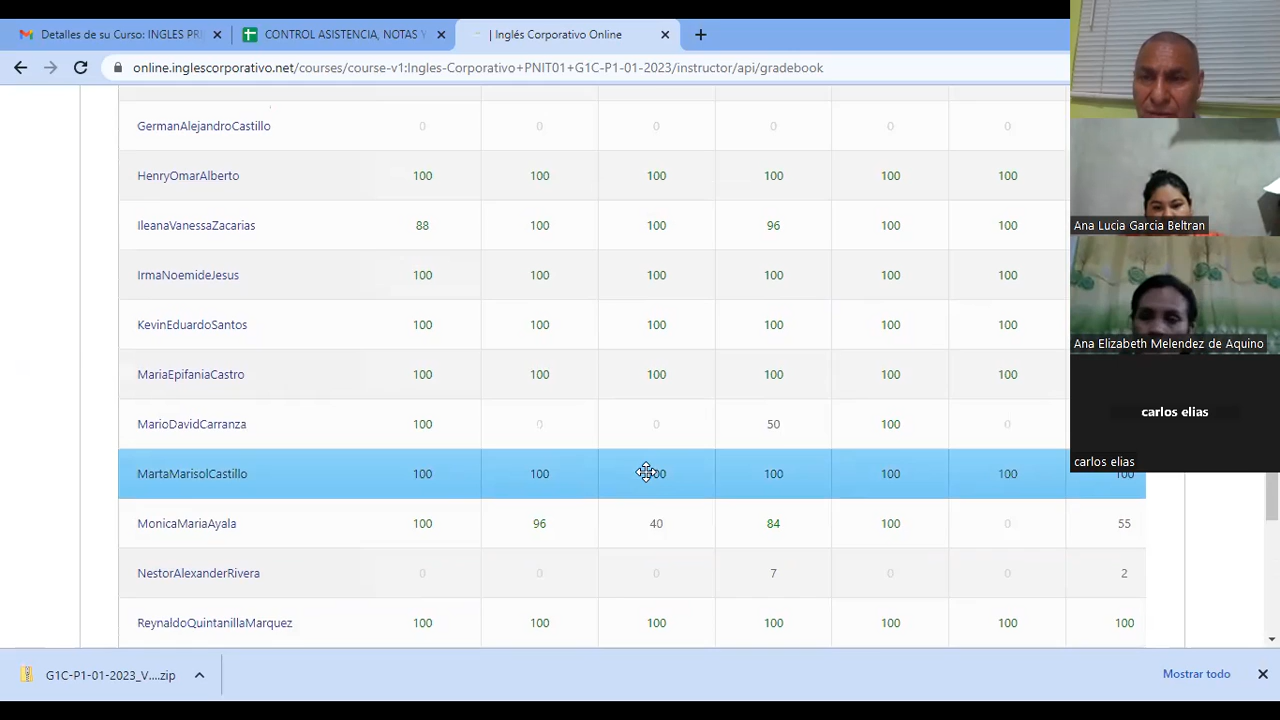 Detalles de su Curso: INGLES PRI
CONTROL ASISTENCIA, NOTAS Y
| Inglés Corporativo Online
online.inglescorporativo.net/courses/course-v1:Ingles-Corporativo+PNIT01+G1C-P1-01-2023/instructor/api/gradebook
GermanAlejandroCastillo 0 0 0 0 0 0
HenryOmarAlberto 100 100 100 100 100 100
IleanaVanessaZacarias 88 100 100 96 100 100
IrmaNoemideJesus 100 100 100 100 100 100
KevinEduardoSantos 100 100 100 100 100 100
MariaEpifaniaCastro 100 100 100 100 100 100
MarioDavidCarranza 100 0 0 50 100 0
MartaMarisolCastillo 100 100 100 100 100 100 100
MonicaMariaAyala 100 96 40 84 100 0 55
NestorAlexanderRivera 0 0 0 7 0 0 2
ReynaldoQuintanillaMarquez 100 100 100 100 100 100 100
Ana Lucia Garcia Beltran
Ana Elizabeth Melendez de Aquino
carlos elias
carlos elias
G1C-P1-01-2023_V....zip
Mostrar todo